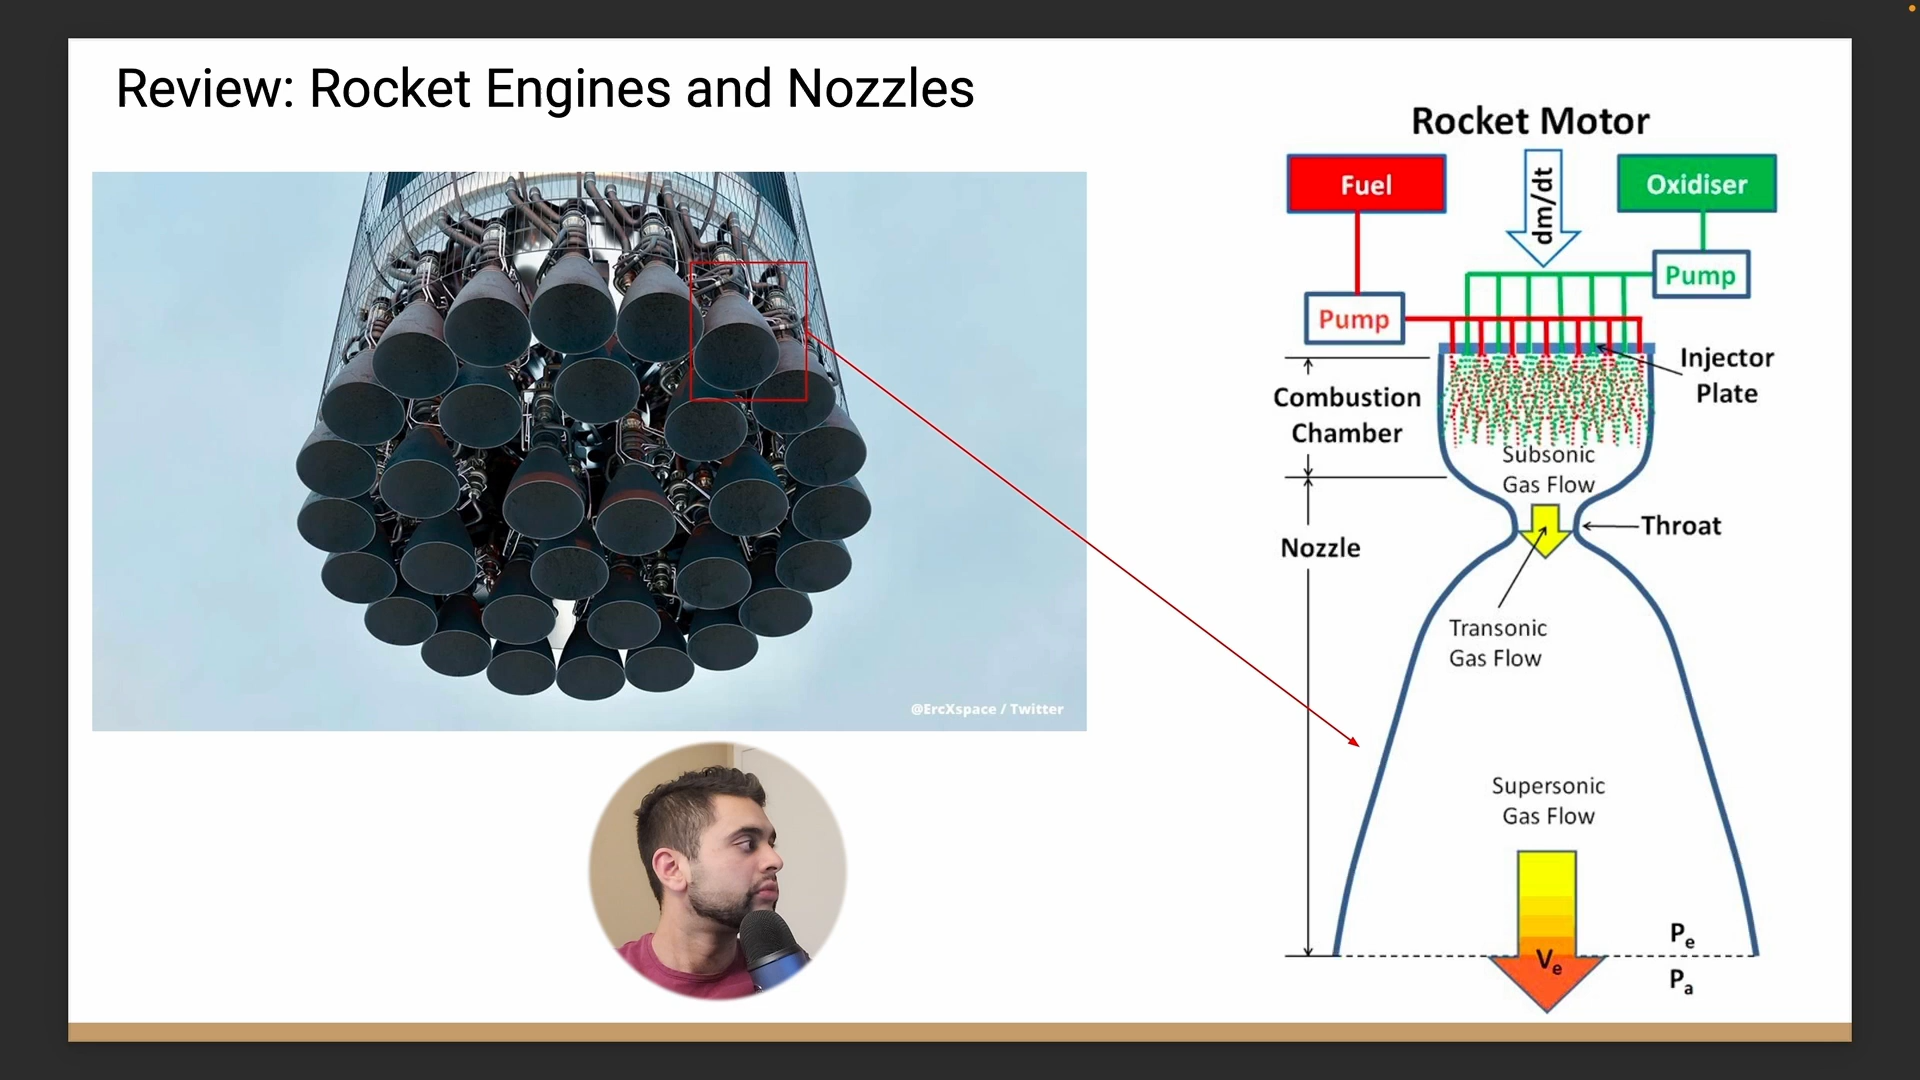 Review: Rocket Engines and Nozzles
@ErcXspace / Twitter
Rocket Motor
Fuel
dm/dt
Oxidiser
Pump
Pump
Injector
Plate
Combustion
Chamber
Subsonic
Gas Flow
Throat
Nozzle
Transonic
Gas Flow
Supersonic
Gas Flow
Pe
Ve
Pa